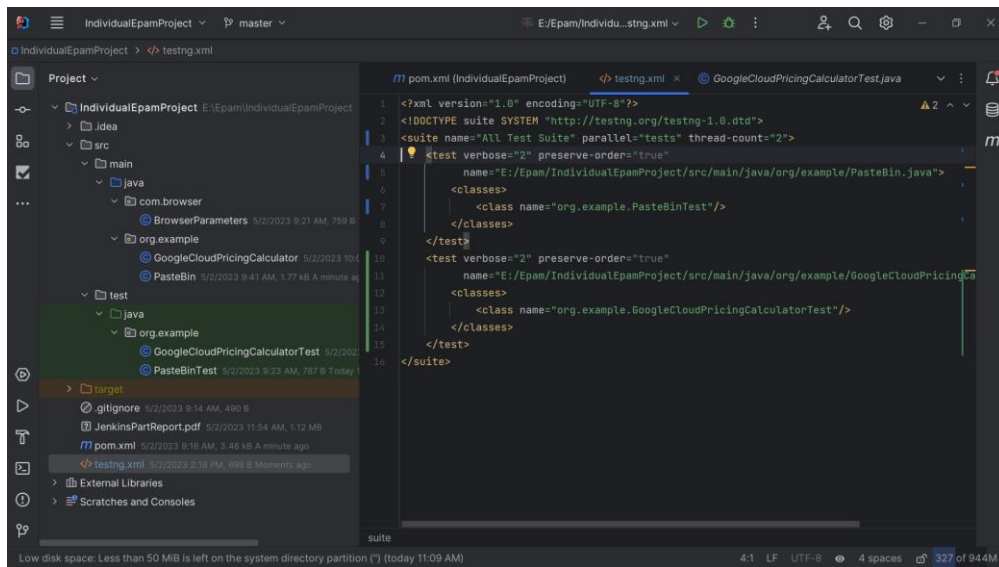 IndividualEpamProject
master
E:/Epam/Individu...stng.xml
IndividualEpamProject > testng.xml
Project
pom.xml (IndividualEpamProject)
testng.xml
GoogleCloudPricingCalculatorTest.java
IndividualEpamProject E:\Epam\IndividualEpamProject
.idea
src
main
java
com.browser
BrowserParameters 5/2/2023 9:21 AM, 759 B
org.example
GoogleCloudPricingCalculator 5/2/2023 10:
PasteBin 5/2/2023 9:41 AM, 1.77 kB A minute
test
java
org.example
GoogleCloudPricingCalculatorTest 5/2/202
PasteBinTest 5/2/2023 9:23 AM, 787 B Today
target
.gitignore 5/2/2023 9:14 AM, 490 B
JenkinsPartReport.pdf 5/2/2023 11:54 AM, 1.12 MB
pom.xml 5/2/2023 9:16 AM, 3.46 kB A minute ago
testng.xml 5/2/2023 2:18 PM, 698 B Moments ago
External Libraries
Scratches and Consoles
1 <?xml version="1.0" encoding="UTF-8"?>
2 <!DOCTYPE suite SYSTEM "http://testng.org/testng-1.0.dtd">
3 <suite name="All Test Suite" parallel="tests" thread-count="2">
4 <test verbose="2" preserve-order="true"
5 name="E:/Epam/IndividualEpamProject/src/main/java/org/example/PasteBin.java">
6 <classes>
7 <class name="org.example.PasteBinTest"/>
8 </classes>
9 </test>
10 <test verbose="2" preserve-order="true"
11 name="E:/Epam/IndividualEpamProject/src/main/java/org/example/GoogleCloudPricingCa
12 <classes>
13 <class name="org.example.GoogleCloudPricingCalculatorTest"/>
14 </classes>
15 </test>
16 </suite>
2
suite
Low disk space: Less than 50 MiB is left on the system directory partition (") (today 11:09 AM)
4:1 LF UTF-8 4 spaces 327 of 944M